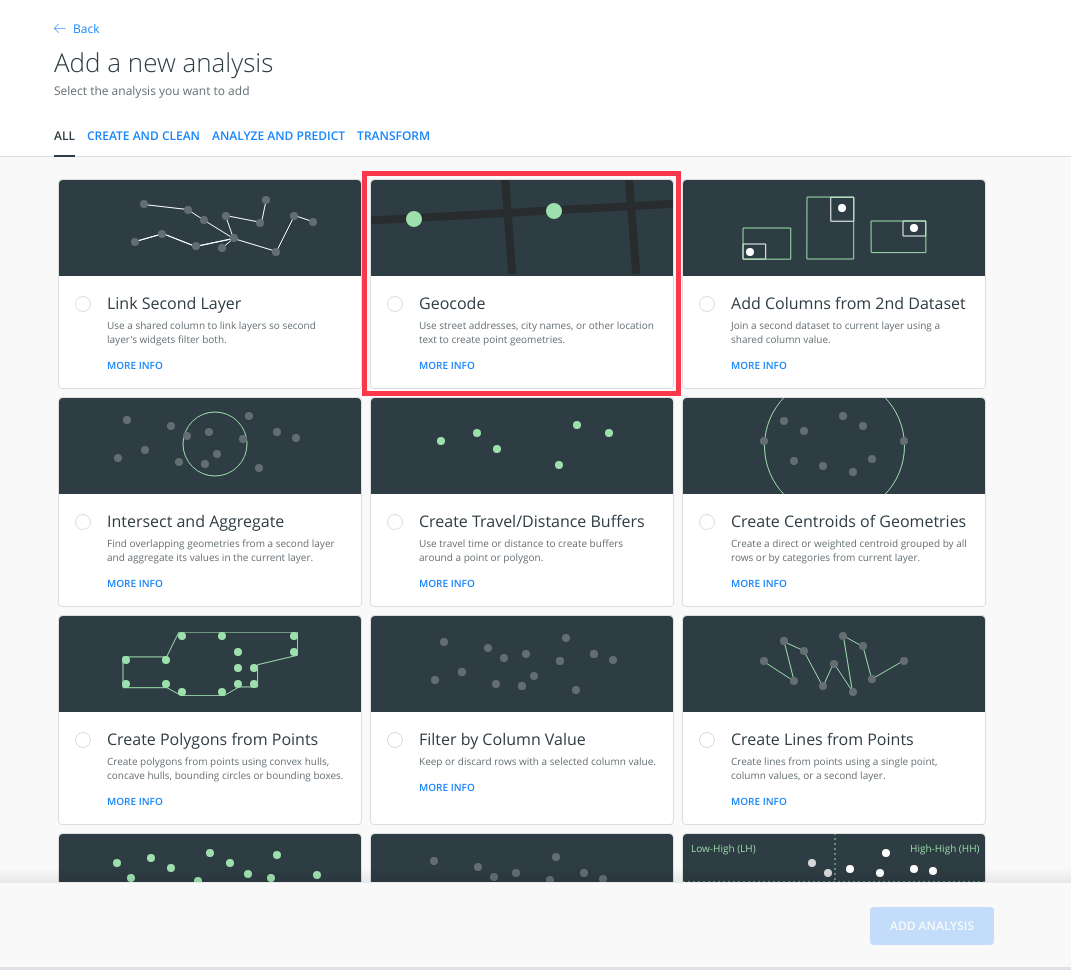 Back
Add a new analysis
Select the analysis you want to add
ALL CREATE AND CLEAN ANALYZE AND PREDICT TRANSFORM
Link Second Layer
Use a shared column to link layers so second
layer's widgets filter both.
MORE INFO
Geocode
Use street addresses, city names, or other location
text to create point geometries.
MORE INFO
Add Columns from 2nd Dataset
Join a second dataset to current layer using a
shared column value.
MORE INFO
Intersect and Aggregate
Find overlapping geometries from a second layer
and aggregate its values in the current layer.
MORE INFO
Create Travel/Distance Buffers
Use travel time or distance to create buffers
around a point or polygon.
MORE INFO
Create Centroids of Geometries
Create a direct or weighted centroid grouped by all
rows or by categories from current layer.
MORE INFO
Create Polygons from Points
Create polygons from points using convex hulls,
concave hulls, bounding circles or bounding boxes.
MORE INFO
Filter by Column Value
Keep or discard rows with a selected column value.
MORE INFO
Create Lines from Points
Create lines from points using a single point,
column values, or a second layer.
MORE INFO
Low-High (LH) High-High (HH)
ADD ANALYSIS